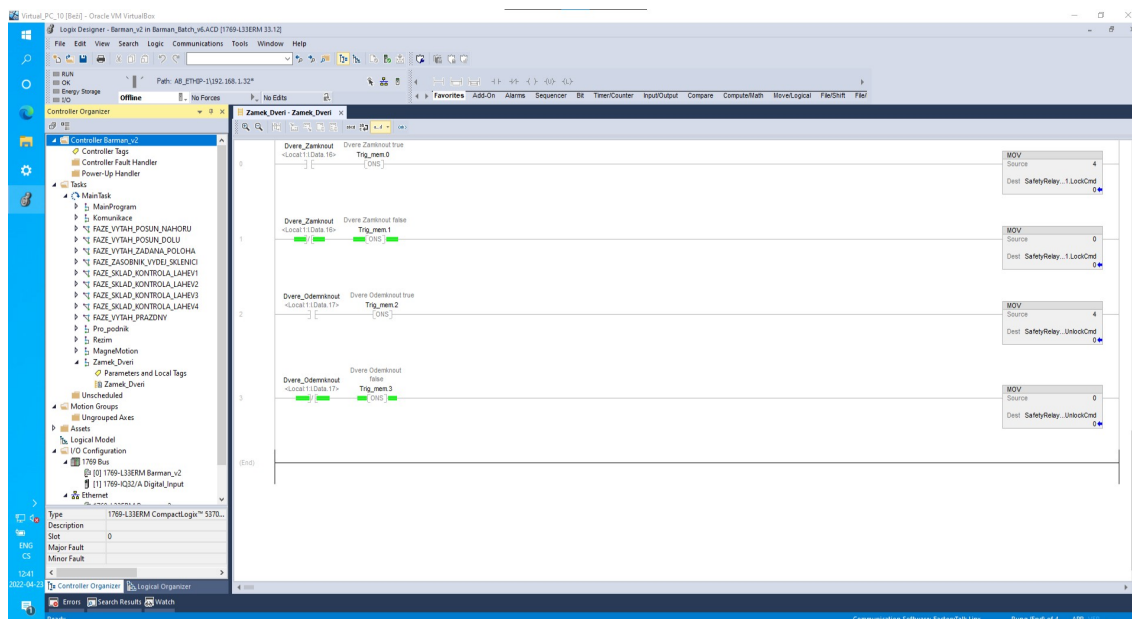 Virtual_PC_10 [Beží] - Oracle VM VirtualBox
Logix Designer - Barman_v2 in Barman_Batch_v6.ACD [1769-L33ERM 33.12]
File Edit View Search Logic Communications Tools Window Help
RUN
OK
Energy Storage
I/O
Path: AB_ETHIP-1\192.168.1.32*
Offline
No Forces
No Edits
Favorites Add-On Alarms Sequencer Bit Timer/Counter Input/Output Compare Compute/Math Move/Logical File/Shift File/
Controller Organizer
Controller Barman_v2
Controller Tags
Controller Fault Handler
Power-Up Handler
Tasks
MainTask
MainProgram
Komunikace
FAZE_VYTAH_POSUN_NAHORU
FAZE_VYTAH_POSUN_DOLU
FAZE_VYTAH_ZADANA_POLOHA
FAZE_ZASOBNIK_VYDEJ_SKLENICI
FAZE_SKLAD_KONTROLA_LAHEV1
FAZE_SKLAD_KONTROLA_LAHEV2
FAZE_SKLAD_KONTROLA_LAHEV3
FAZE_SKLAD_KONTROLA_LAHEV4
FAZE_VYTAH_PRAZDNY
Pro_podnik
Rezim
MagneMotion
Zamek_Dveri
Parameters and Local Tags
Zamek_Dveri
Unscheduled
Motion Groups
Ungrouped Axes
Assets
Logical Model
I/O Configuration
1769 Bus
[0] 1769-L33ERM Barman_v2
[1] 1769-IQ32/A Digital_Input
Ethernet
Type 1769-L33ERM CompactLogix™ 5370...
Description
Slot 0
Major Fault
Minor Fault
Controller Organizer Logical Organizer
Errors Search Results Watch
ENG
CS
12:41
2022-04-23
Zamek_Dveri - Zamek_Dveri
Dvere_Zamknout Dvere Zamknout true
<Local:1:I.Data.16> Trig_mem.0
0 ONS
MOV
Source 4
Dest SafetyRelay...1.LockCmd
0
Dvere_Zamknout Dvere Zamknout false
<Local:1:I.Data.16> Trig_mem.1
1 ONS
MOV
Source 0
Dest SafetyRelay...1.LockCmd
0
Dvere_Odemnknout Dvere Odemknout true
<Local:1:I.Data.17> Trig_mem.2
2 ONS
MOV
Source 4
Dest SafetyRelay...UnlockCmd
0
Dvere Odemknout
false
Dvere_Odemnknout
<Local:1:I.Data.17> Trig_mem.3
3 ONS
MOV
Source 0
Dest SafetyRelay...UnlockCmd
0
(End)